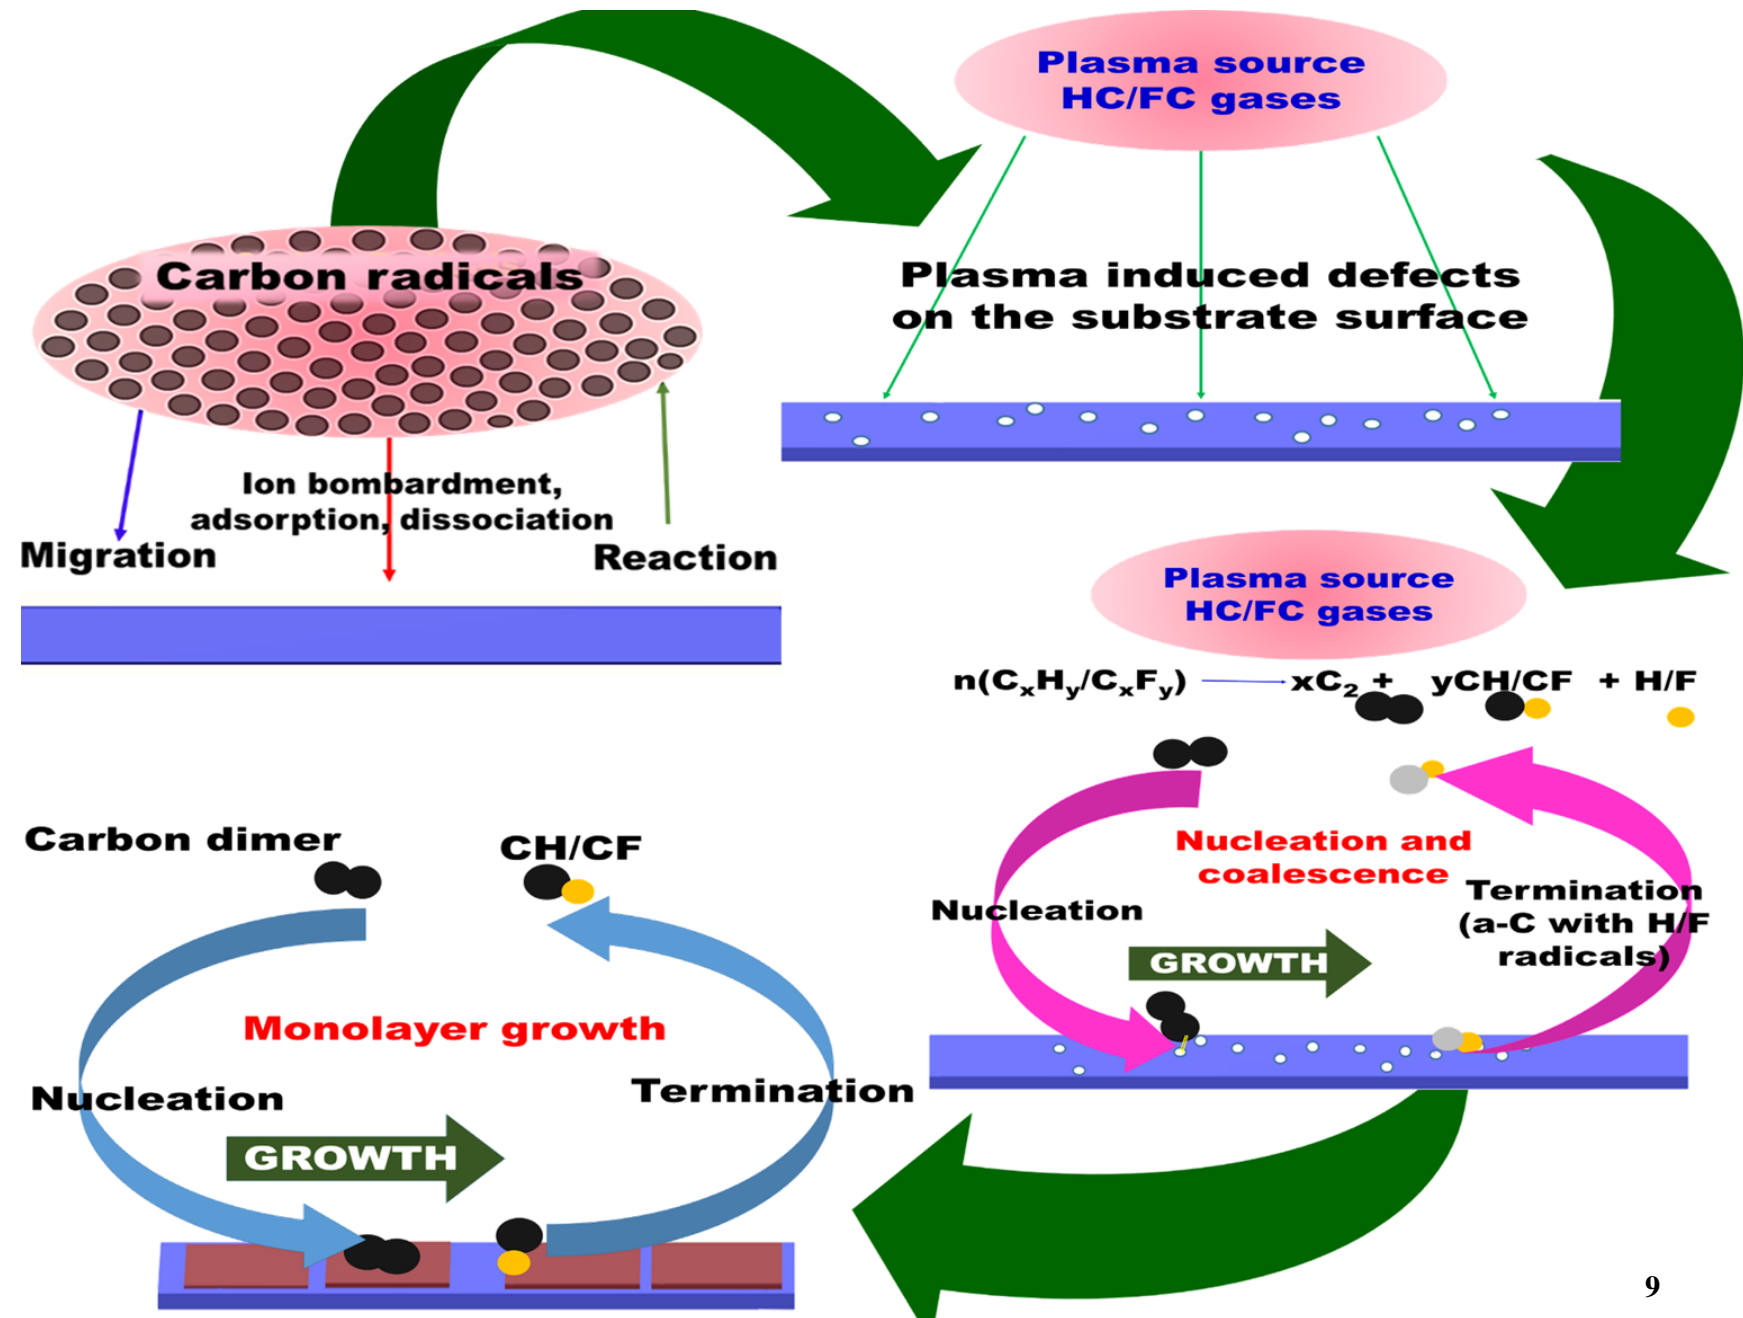 Carbon radicals
Ion bombardment,
adsorption, dissociation
Migration
Reaction
Plasma source
HC/FC gases
Plasma induced defects
on the substrate surface
Plasma source
HC/FC gases
n(CxHy/CxFy) → xC2 + yCH/CF + H/F
Nucleation and
coalescence
Nucleation
Termination
(a-C with H/F
radicals)
GROWTH
Carbon dimer
CH/CF
Monolayer growth
Nucleation
Termination
GROWTH
9